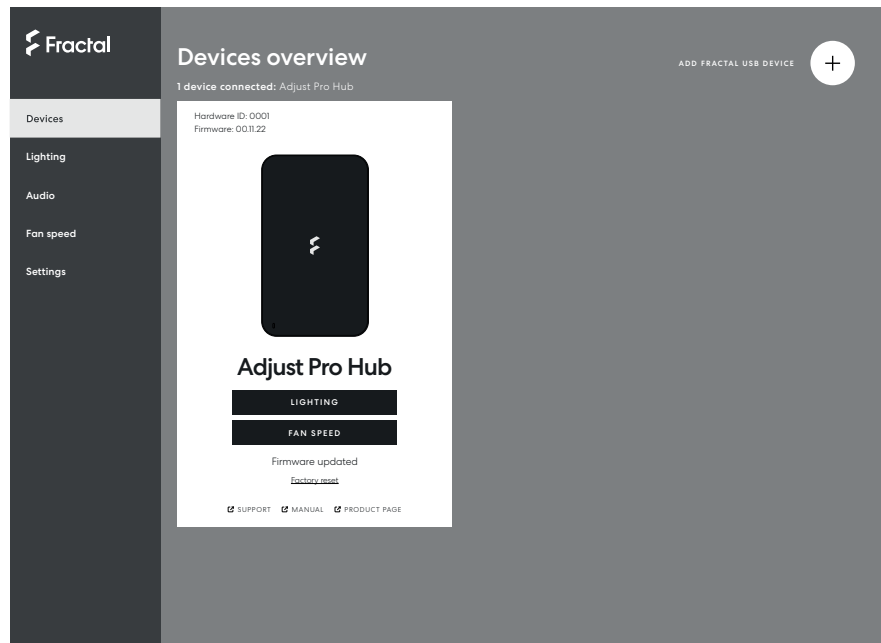 Fractal
Devices
Lighting
Audio
Fan speed
Settings
Devices overview
1 device connected: Adjust Pro Hub
ADD FRACTAL USB DEVICE
Hardware ID: 0001
Firmware: 00.11.22
Adjust Pro Hub
LIGHTING
FAN SPEED
Firmware updated
Factory reset
SUPPORT MANUAL PRODUCT PAGE